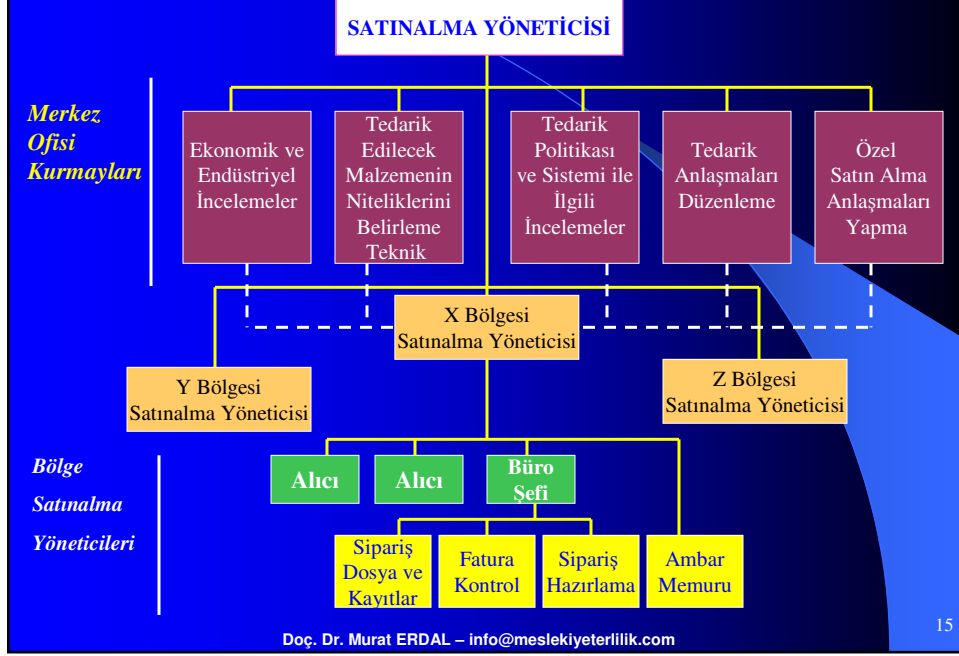 SATINALMA YÖNETİCİSİ
Merkez
Ofisi
Kurmayları
Ekonomik ve
Endüstriyel
İncelemeler
Tedarik
Edilecek
Malzemenin
Niteliklerini
Belirleme
Teknik
Tedarik
Politikası
ve Sistemi ile
İlgili
İncelemeler
Tedarik
Anlaşmaları
Düzenleme
Özel
Satın Alma
Anlaşmaları
Yapma
X Bölgesi
Satınalma Yöneticisi
Y Bölgesi
Satınalma Yöneticisi
Z Bölgesi
Satınalma Yöneticisi
Bölge
Satınalma
Yöneticileri
Alıcı
Alıcı
Büro
Şefi
Sipariş
Dosya ve
Kayıtlar
Fatura
Kontrol
Sipariş
Hazırlama
Ambar
Memuru
Doç. Dr. Murat ERDAL – info@meslekiyeterlilik.com
15